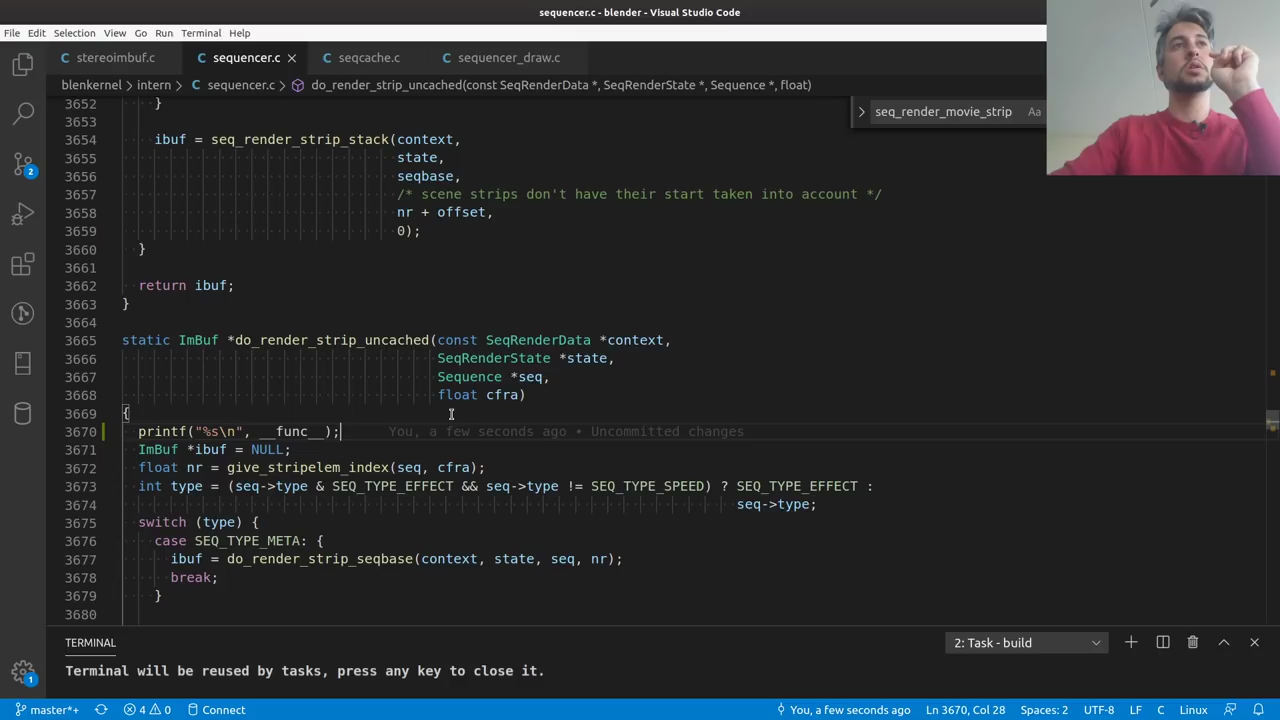 sequencer.c - blender - Visual Studio Code
File Edit Selection View Go Run Terminal Help
stereoimbuf.c sequencer.c seqcache.c sequencer_draw.c
blenkernel intern sequencer.c do_render_strip_uncached(const SeqRenderData *, SeqRenderState *, Sequence *, float)
seq_render_movie_strip Aa
3652 }
3653
3654 ibuf = seq_render_strip_stack(context,
3655 state,
3656 seqbase,
3657 /* scene strips don't have their start taken into account */
3658 nr + offset,
3659 0);
3660 }
3661
3662 return ibuf;
3663 }
3664
3665 static ImBuf *do_render_strip_uncached(const SeqRenderData *context,
3666 SeqRenderState *state,
3667 Sequence *seq,
3668 float cfra)
3669 {
3670 printf("%s\n", __func__); You, a few seconds ago • Uncommitted changes
3671 ImBuf *ibuf = NULL;
3672 float nr = give_stripelem_index(seq, cfra);
3673 int type = (seq->type & SEQ_TYPE_EFFECT && seq->type != SEQ_TYPE_SPEED) ? SEQ_TYPE_EFFECT :
3674 seq->type;
3675 switch (type) {
3676 case SEQ_TYPE_META: {
3677 ibuf = do_render_strip_seqbase(context, state, seq, nr);
3678 break;
3679 }
3680
TERMINAL 2: Task - build
Terminal will be reused by tasks, press any key to close it.
2
1
master*+ 4 0 Connect You, a few seconds ago Ln 3670, Col 28 Spaces: 2 UTF-8 LF C Linux